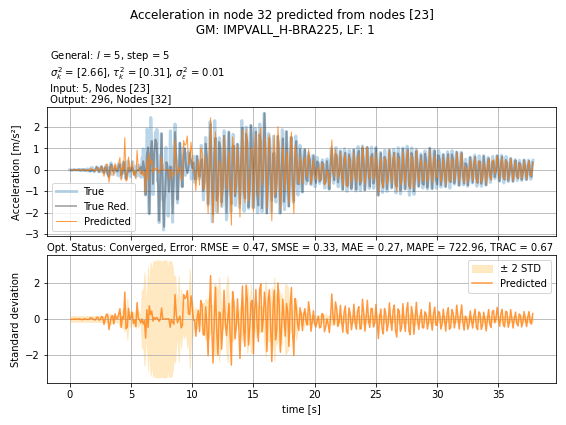 Acceleration in node 32 predicted from nodes [23]
GM: IMPVALL_H-BRA225, LF: 1
General: l = 5, step = 5
σ²ₖ = [2.66], τ²ₖ = [0.31], σ²ε = 0.01
Input: 5, Nodes [23]
Output: 296, Nodes [32]
Acceleration [m/s²]
2
1
0
−1
−2
−3
True
True Red.
Predicted
Opt. Status: Converged, Error: RMSE = 0.47, SMSE = 0.33, MAE = 0.27, MAPE = 722.96, TRAC = 0.67
Standard deviation
2
0
−2
± 2 STD
Predicted
0 5 10 15 20 25 30 35
time [s]